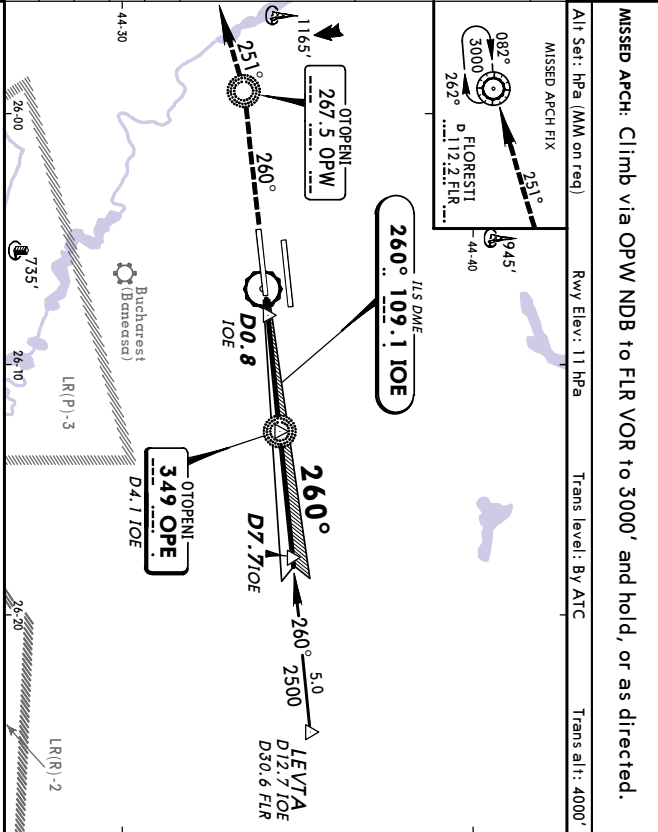 MISSED APCH: Climb via OPW NDB to FLR VOR to 3000' and hold, or as directed.
Alt Set: hPa (MM on req) Rwy Elev: 11 hPa Trans level: By ATC Trans alt: 4000'
MISSED APCH FIX
082°
3000
262°
251°
D FLORESTI
112.2 FLR
44-40
945'
44-30
1165'
251°
OTOPENI
267.5 OPW
260°
ILS DME
260° 109.1 IOE
D0.8
IOE
260°
D7.7 IOE
OTOPENI
349 OPE
D4.1 IOE
260°
5.0
2500
LEVTA
D12.7 IOE
D30.6 FLR
Bucharest
(Baneasa)
735'
LR(P)-3
LR(R)-2
26-00
26-10
26-20